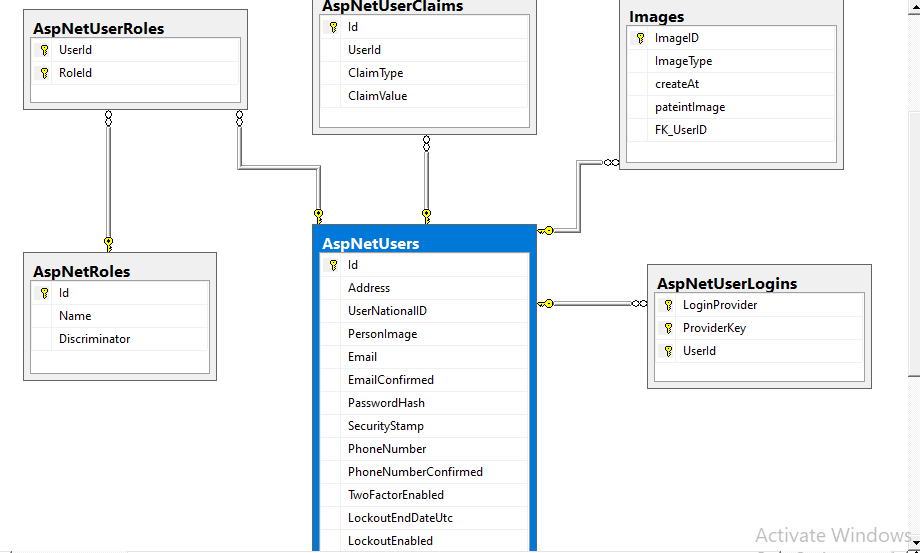 AspNetUserRoles
UserId
RoleId
AspNetUserClaims
Id
UserId
ClaimType
ClaimValue
Images
ImageID
ImageType
createAt
pateintImage
FK_UserID
AspNetRoles
Id
Name
Discriminator
AspNetUsers
Id
Address
UserNationalID
PersonImage
Email
EmailConfirmed
PasswordHash
SecurityStamp
PhoneNumber
PhoneNumberConfirmed
TwoFactorEnabled
LockoutEndDateUtc
LockoutEnabled
AspNetUserLogins
LoginProvider
ProviderKey
UserId
Activate Windows